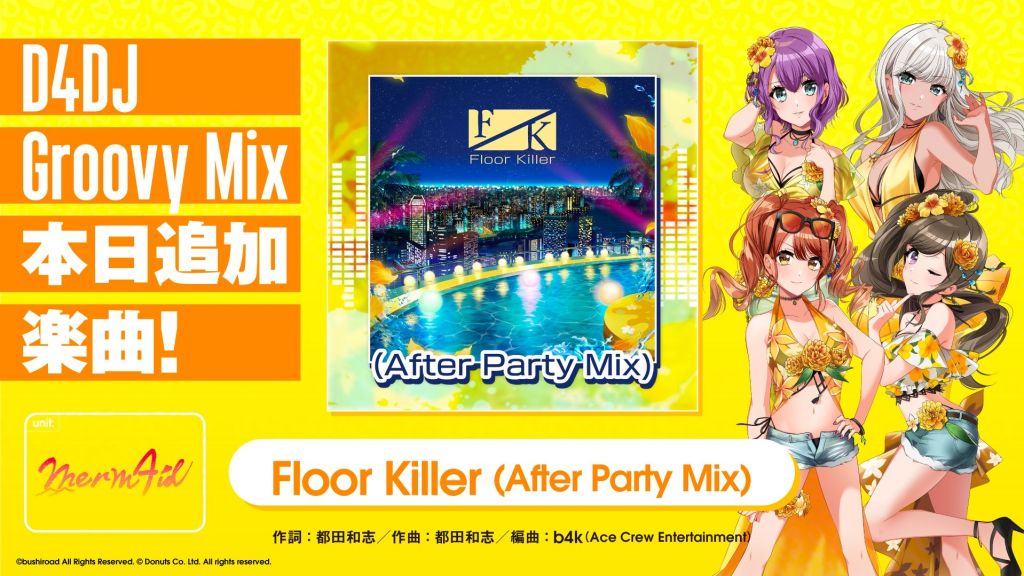 D4DJ
Groovy Mix
本日追加
楽曲!
F K
Floor Killer
(After Party Mix)
unit:
merm4id
Floor Killer (After Party Mix)
作詞:都田和志/作曲:都田和志/編曲:b4k(Ace Crew Entertainment)
©bushiroad All Rights Reserved. © Donuts Co. Ltd. All rights reserved.